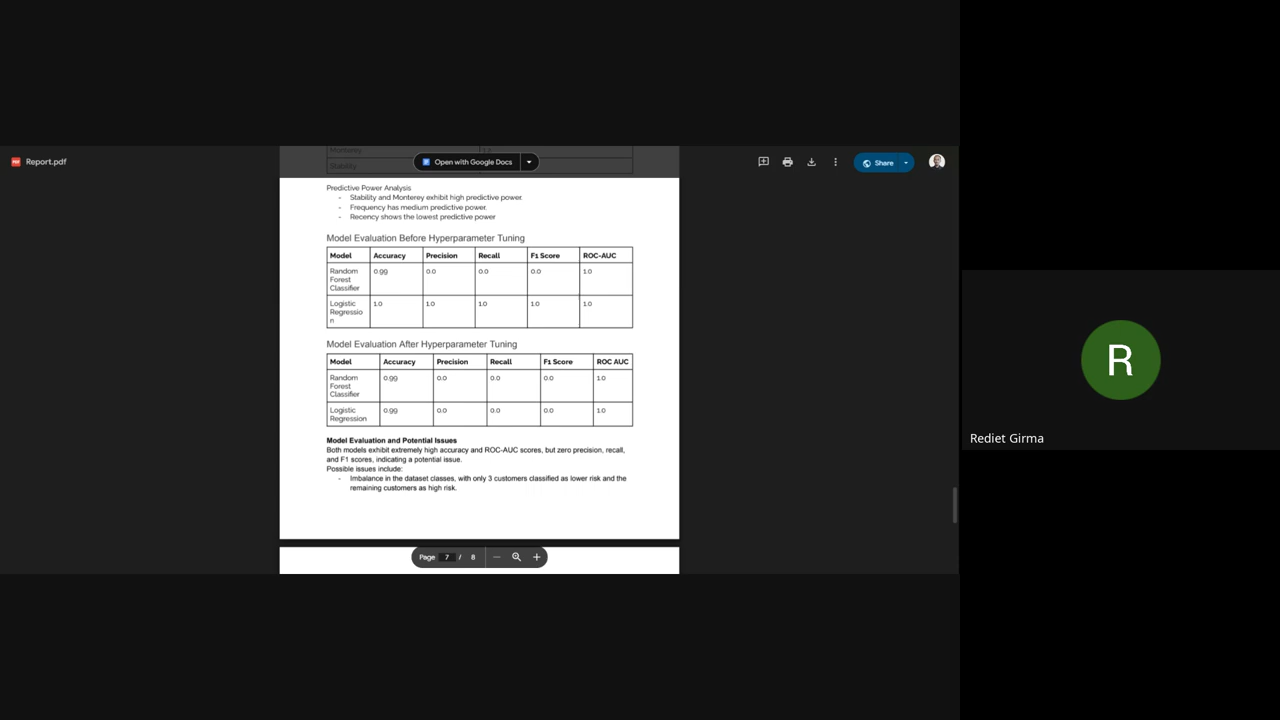 Monterey 1.0
Report.pdf
Open with Google Docs
Share
Stability
Predictive Power Analysis
- Stability and Monterey exhibit high predictive power.
- Frequency has medium predictive power.
- Recency shows the lowest predictive power
Model Evaluation Before Hyperparameter Tuning
Model Accuracy Precision Recall F1 Score ROC-AUC
Random 0.99 0.0 0.0 0.0 1.0
Forest
Classifier
Logistic 1.0 1.0 1.0 1.0 1.0
Regressio
n
Model Evaluation After Hyperparameter Tuning
Model Accuracy Precision Recall F1 Score ROC AUC
Random 0.99 0.0 0.0 0.0 1.0
Forest
Classifier
Logistic 0.99 0.0 0.0 0.0 1.0
Regression
Model Evaluation and Potential Issues
Both models exhibit extremely high accuracy and ROC-AUC scores, but zero precision, recall,
and F1 scores, indicating a potential issue.
Possible issues include:
- Imbalance in the dataset classes, with only 3 customers classified as lower risk and the
remaining customers as high risk.
Page 7 / 8
R
Rediet Girma